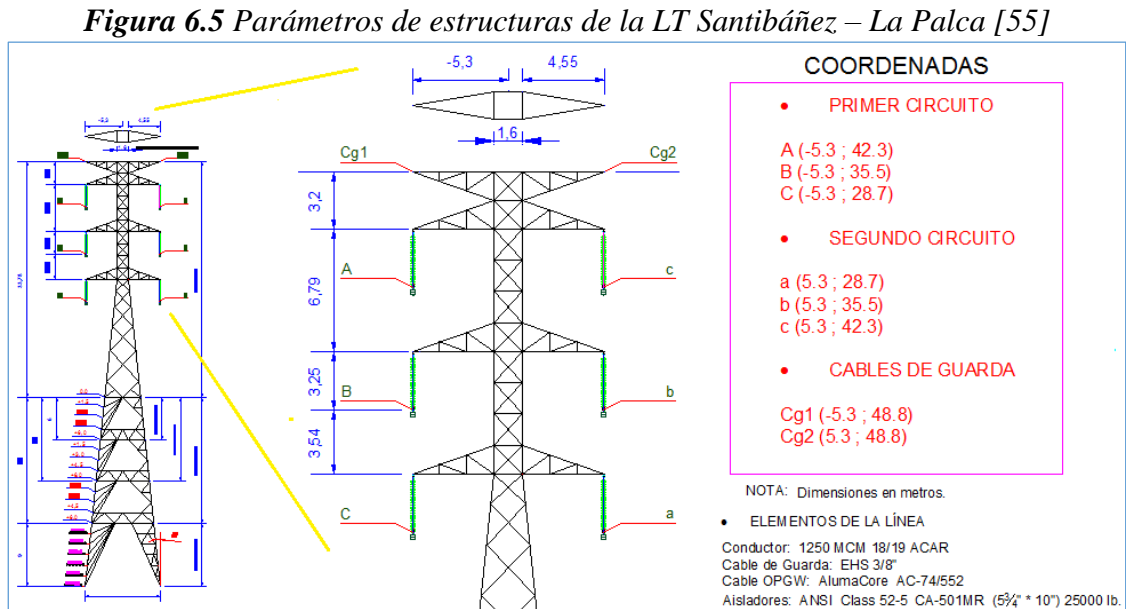 Figura 6.5 Parámetros de estructuras de la LT Santibáñez – La Palca [55]
-5,3
4,55
1,6
Cg1
Cg2
3,2
A
c
6,79
B
b
3,25
3,54
C
a
COORDENADAS
• PRIMER CIRCUITO
A (-5.3 ; 42.3)
B (-5.3 ; 35.5)
C (-5.3 ; 28.7)
• SEGUNDO CIRCUITO
a (5.3 ; 28.7)
b (5.3 ; 35.5)
c (5.3 ; 42.3)
• CABLES DE GUARDA
Cg1 (-5.3 ; 48.8)
Cg2 (5.3 ; 48.8)
NOTA: Dimensiones en metros.
• ELEMENTOS DE LA LÍNEA
Conductor: 1250 MCM 18/19 ACAR
Cable de Guarda: EHS 3/8"
Cable OPGW: AlumaCore AC-74/552
Aisladores: ANSI Class 52-5 CA-501MR (5¾" * 10") 25000 lb.